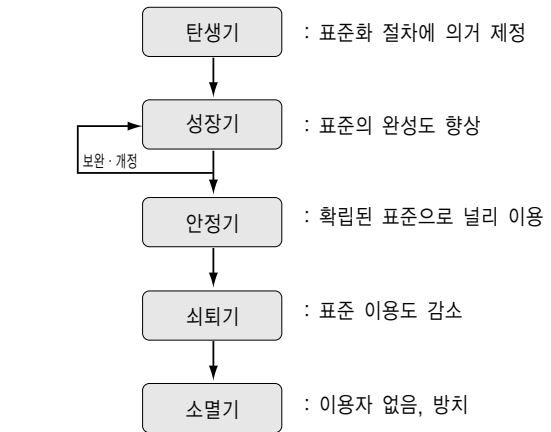 탄생기 : 표준화 절차에 의거 제정
성장기 : 표준의 완성도 향상
보완 · 개정
안정기 : 확립된 표준으로 널리 이용
쇠퇴기 : 표준 이용도 감소
소멸기 : 이용자 없음, 방치